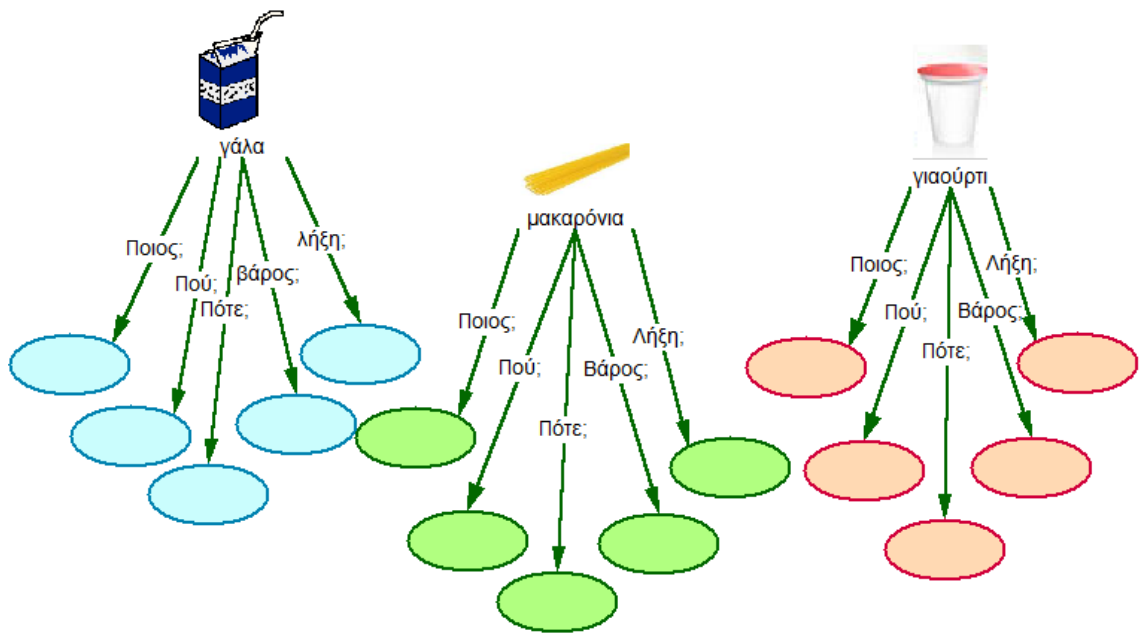 γάλα
Ποιος;
Πού;
Πότε;
βάρος;
λήξη;
μακαρόνια
Ποιος;
Πού;
Πότε;
Βάρος;
Λήξη;
γιαούρτι
Ποιος;
Πού;
Πότε;
Βάρος;
Λήξη;